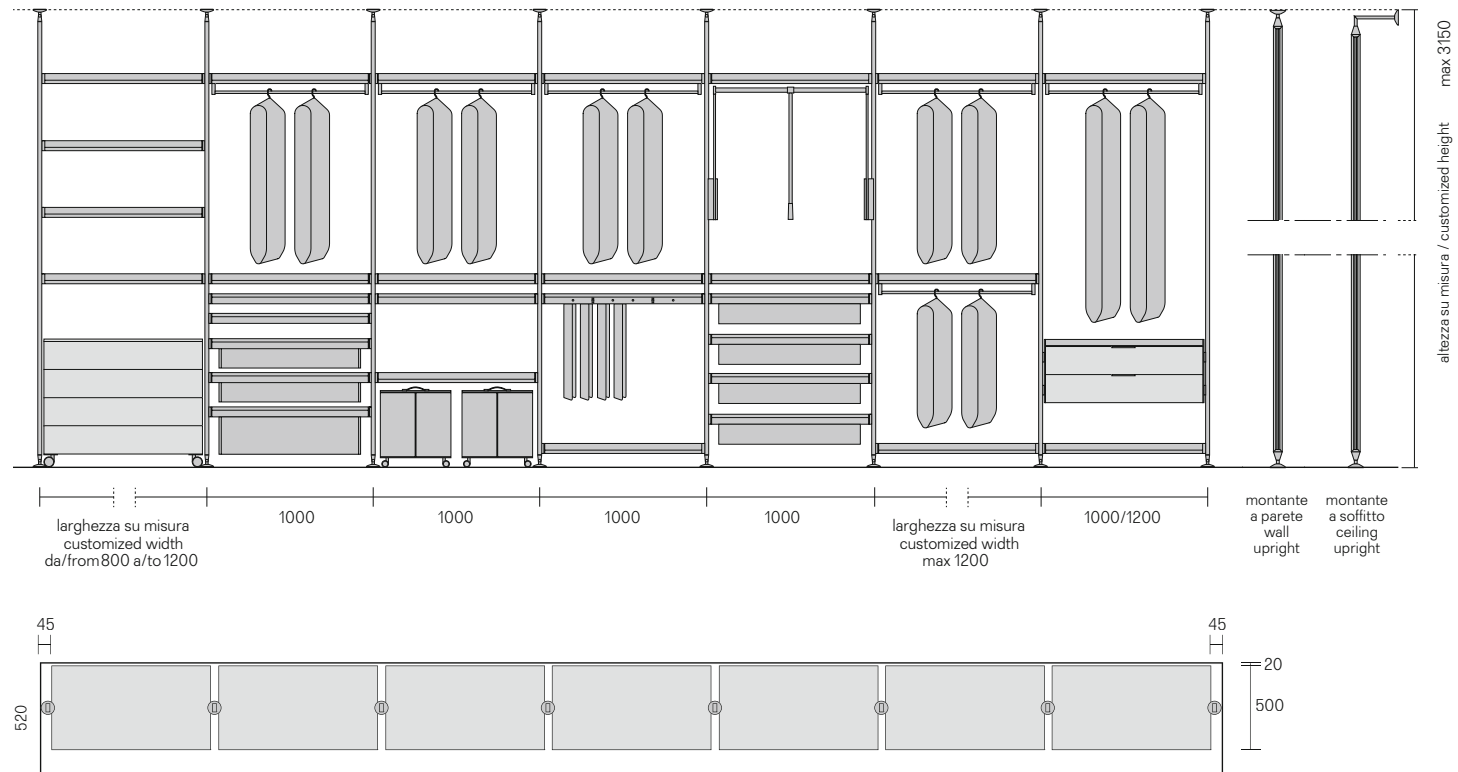 max 3150
altezza su misura / customized height
larghezza su misura
customized width
da/from 800 a/to 1200
1000
1000
1000
1000
larghezza su misura
customized width
max 1200
1000/1200
montante
a parete
wall
upright
montante
a soffitto
ceiling
upright
45
45
20
500
520